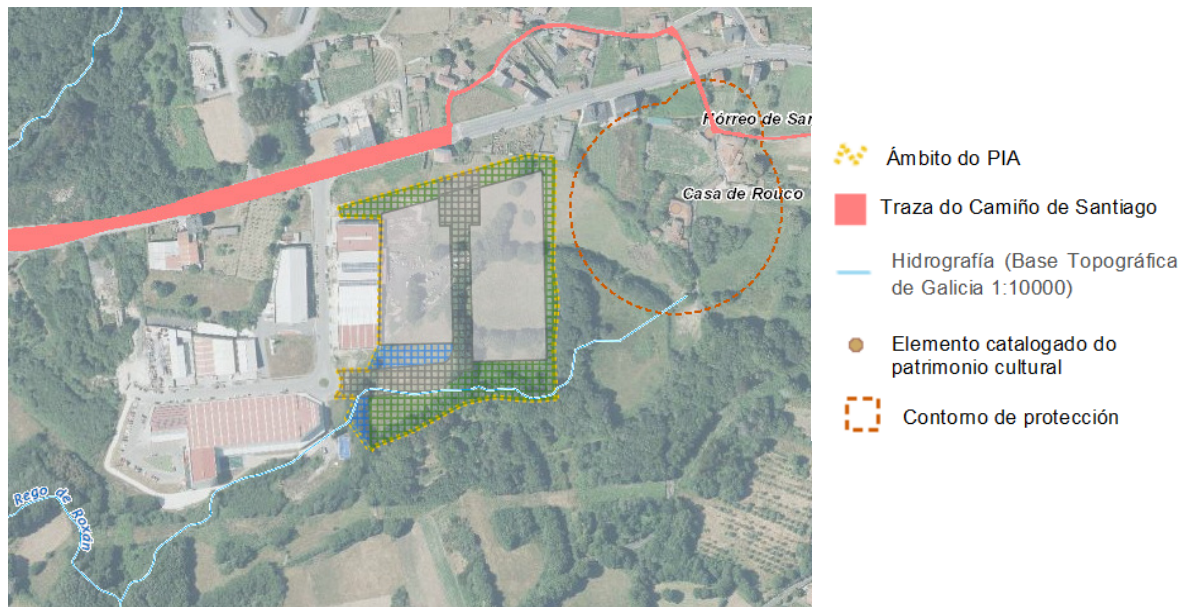 Hórreo de Sar
Casa de Rouco
Rego de Roxán
Ámbito do PIA
Traza do Camiño de Santiago
Hidrografía (Base Topográfica
de Galicia 1:10000)
Elemento catalogado do
patrimonio cultural
Contorno de protección